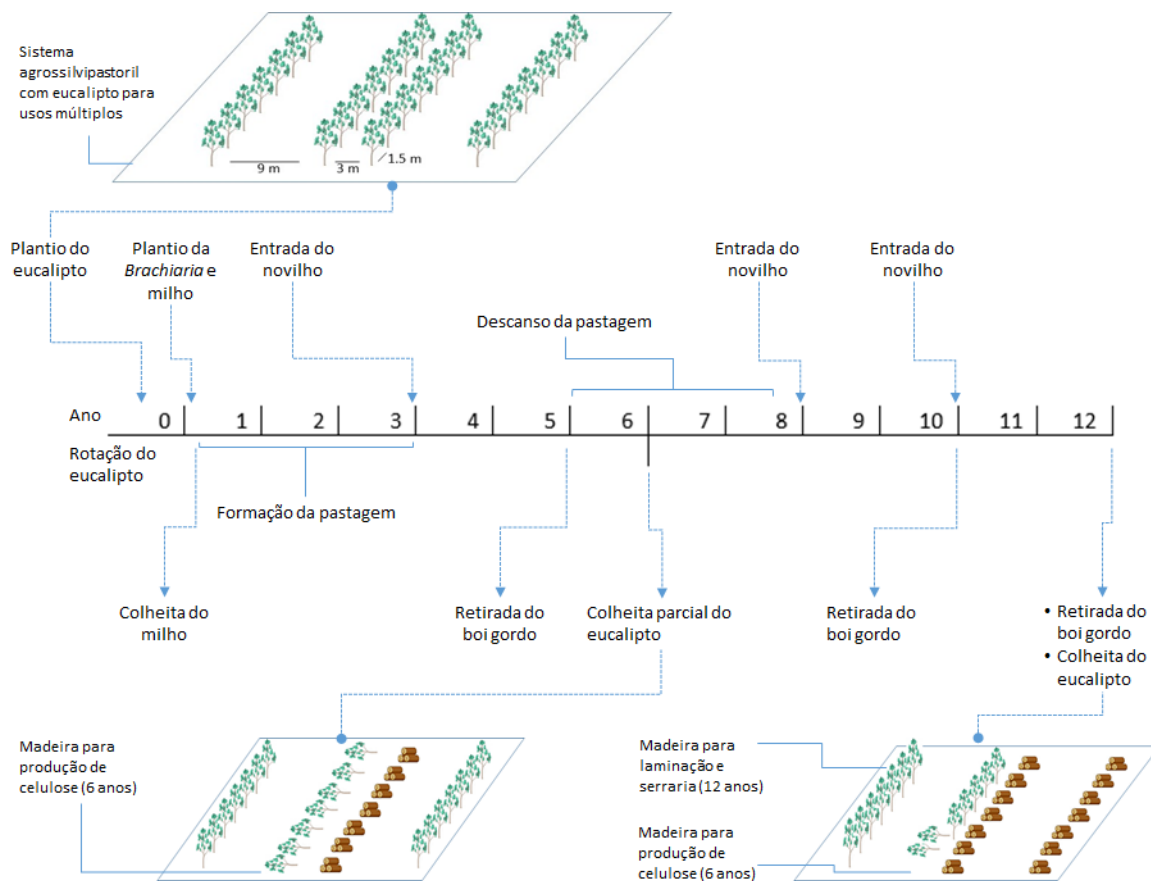 Sistema
agrossilvipastoril
com eucalipto para
usos múltiplos
9 m
3 m
1.5 m
Plantio do
eucalipto
Plantio da
Brachiaria e
milho
Entrada do
novilho
Descanso da pastagem
Entrada do
novilho
Entrada do
novilho
Ano
0 1 2 3 4 5 6 7 8 9 10 11 12
Rotação do
eucalipto
Formação da pastagem
Colheita do
milho
Retirada do
boi gordo
Colheita parcial do
eucalipto
Retirada do
boi gordo
• Retirada do
boi gordo
• Colheita do
eucalipto
Madeira para
produção de
celulose (6 anos)
Madeira para
laminação e
serraria (12 anos)
Madeira para
produção de
celulose (6 anos)